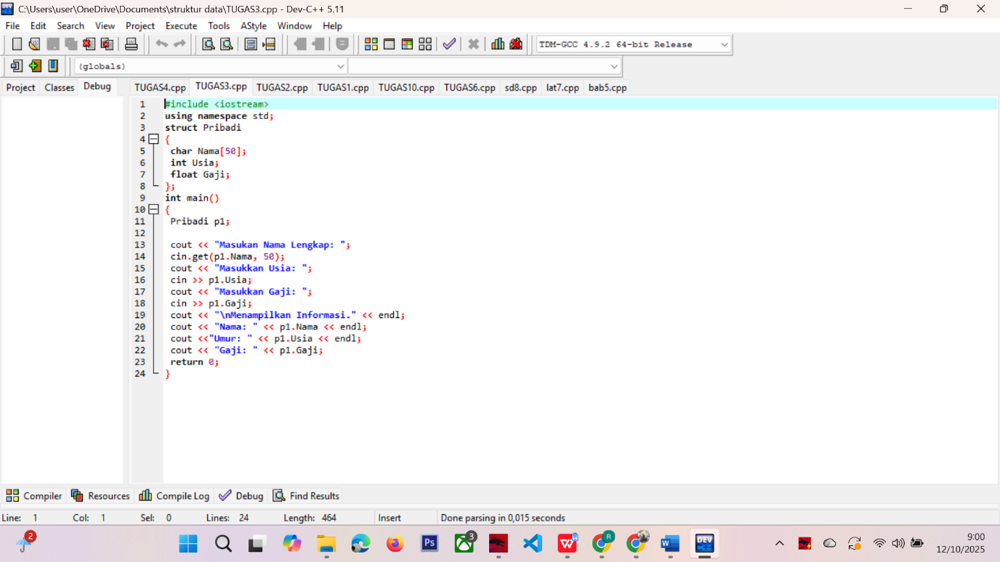 C:\Users\user\OneDrive\Documents\struktur data\TUGAS3.cpp - Dev-C++ 5.11
File Edit Search View Project Execute Tools AStyle Window Help
TDM-GCC 4.9.2 64-bit Release
(globals)
Project Classes Debug TUGAS4.cpp TUGAS3.cpp TUGAS2.cpp TUGAS1.cpp TUGAS10.cpp TUGAS6.cpp sd8.cpp lat7.cpp bab5.cpp
1 #include <iostream>
2 using namespace std;
3 struct Pribadi
4 {
5 char Nama[50];
6 int Usia;
7 float Gaji;
8 };
9 int main()
10 {
11 Pribadi p1;
12
13 cout << "Masukan Nama Lengkap: ";
14 cin.get(p1.Nama, 50);
15 cout << "Masukkan Usia: ";
16 cin >> p1.Usia;
17 cout << "Masukkan Gaji: ";
18 cin >> p1.Gaji;
19 cout << "\nMenampilkan Informasi." << endl;
20 cout << "Nama: " << p1.Nama << endl;
21 cout <<"Umur: " << p1.Usia << endl;
22 cout << "Gaji: " << p1.Gaji;
23 return 0;
24 }
Compiler Resources Compile Log Debug Find Results
Line: 1 Col: 1 Sel: 0 Lines: 24 Length: 464 Insert Done parsing in 0,015 seconds
2 Ps 3 W R W DEV 9:00
12/10/2025